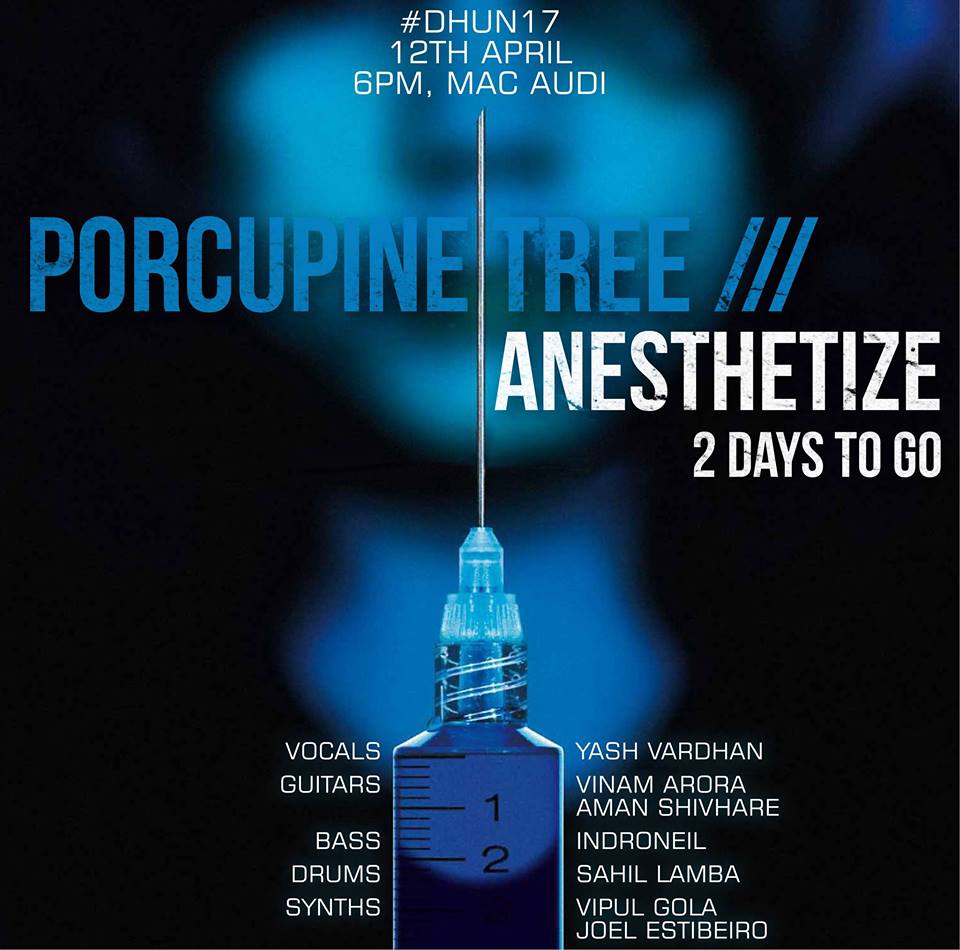 #DHUN17
12TH APRIL
6PM, MAC AUDI
PORCUPINE TREE ///
ANESTHETIZE
2 DAYS TO GO
VOCALS YASH VARDHAN
GUITARS VINAM ARORA
AMAN SHIVHARE
1
BASS INDRONEIL
2
DRUMS SAHIL LAMBA
SYNTHS VIPUL GOLA
3
JOEL ESTIBEIRO